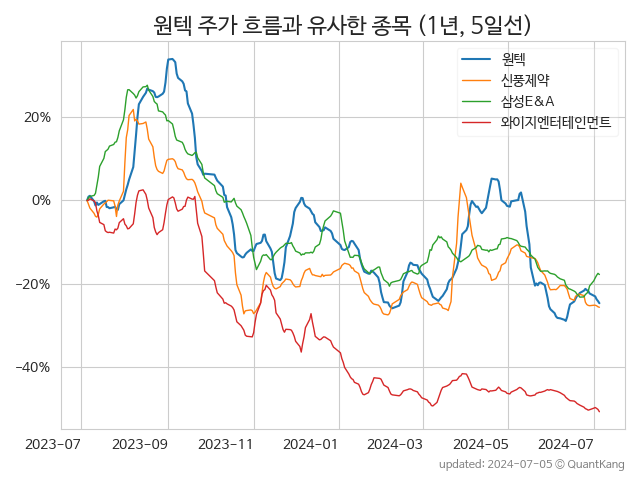 원텍 주가 흐름과 유사한 종목 (1년, 5일선)
원텍
신풍제약
삼성E&A
와이지엔터테인먼트
20%
0%
−20%
−40%
2023-07 2023-09 2023-11 2024-01 2024-03 2024-05 2024-07
updated: 2024-07-05 © QuantKang